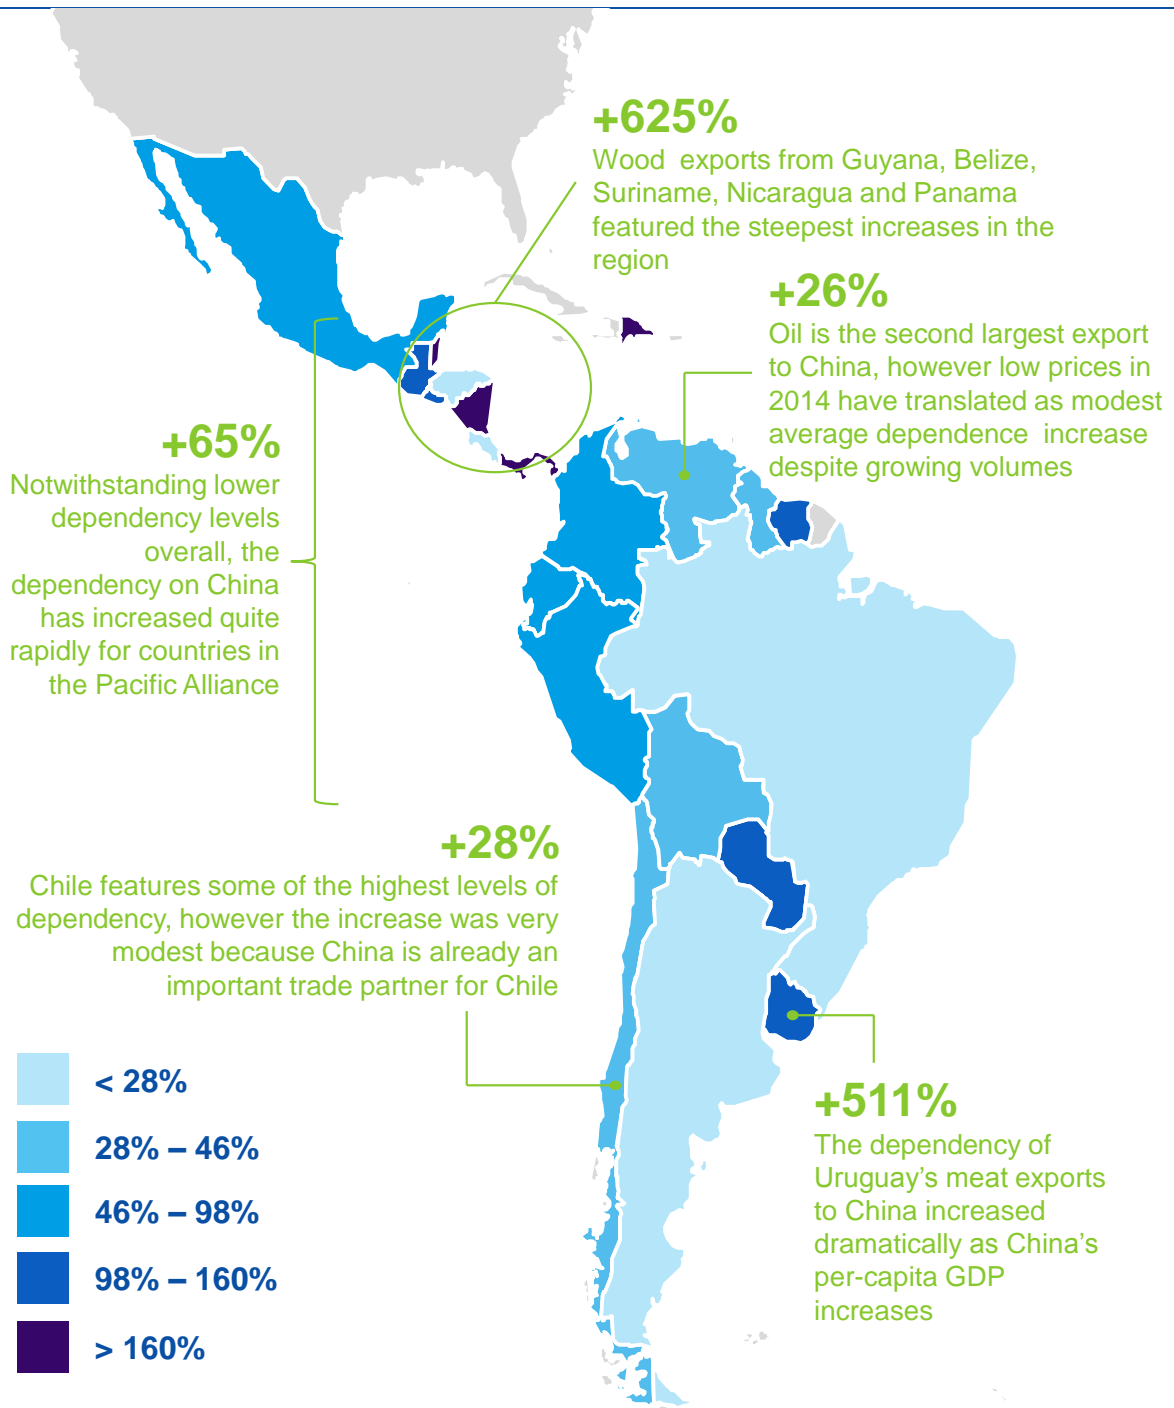 +625%
Wood exports from Guyana, Belize,
Suriname, Nicaragua and Panama
featured the steepest increases in the
region
+26%
Oil is the second largest export
to China, however low prices in
2014 have translated as modest
average dependence increase
despite growing volumes
+65%
Notwithstanding lower
dependency levels
overall, the
dependency on China
has increased quite
rapidly for countries in
the Pacific Alliance
+28%
Chile features some of the highest levels of
dependency, however the increase was very
modest because China is already an
important trade partner for Chile
+511%
The dependency of
Uruguay’s meat exports
to China increased
dramatically as China’s
per-capita GDP
increases
< 28%
28% – 46%
46% – 98%
98% – 160%
> 160%